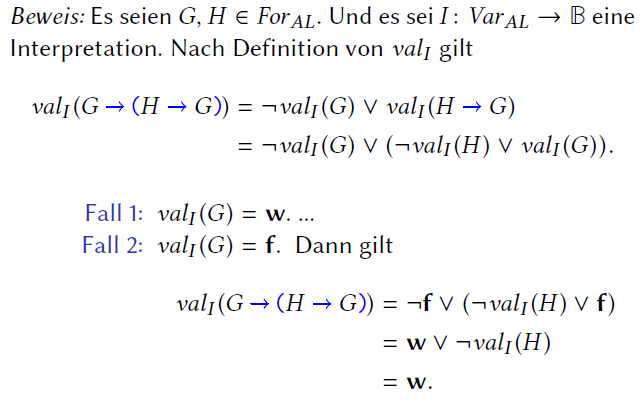 Beweis: Es seien G, H ∈ For_AL. Und es sei I : Var_AL → 𝔹 eine
Interpretation. Nach Definition von val_I gilt
val_I(G → (H → G)) = ¬val_I(G) ∨ val_I(H → G)
= ¬val_I(G) ∨ (¬val_I(H) ∨ val_I(G)).
Fall 1: val_I(G) = w. ...
Fall 2: val_I(G) = f. Dann gilt
val_I(G → (H → G)) = ¬f ∨ (¬val_I(H) ∨ f)
= w ∨ ¬val_I(H)
= w.